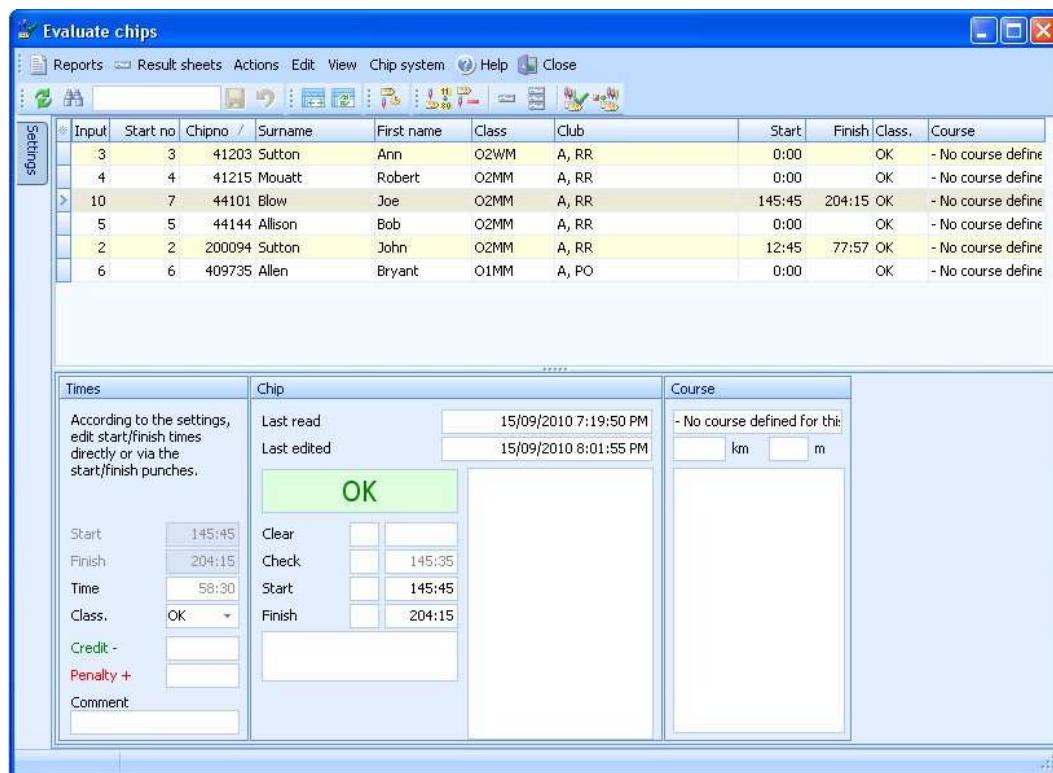 Evaluate chips
Reports Result sheets Actions Edit View Chip system Help Close
Settings
Input Start no Chipno / Surname First name Class Club Start Finish Class. Course
3 3 41203 Sutton Ann O2WM A, RR 0:00 OK - No course define
4 4 41215 Mouatt Robert O2MM A, RR 0:00 OK - No course define
10 7 44101 Blow Joe O2MM A, RR 145:45 204:15 OK - No course define
5 5 44144 Allison Bob O2MM A, RR 0:00 OK - No course define
2 2 200094 Sutton John O2MM A, RR 12:45 77:57 OK - No course define
6 6 409735 Allen Bryant O1MM A, PO 0:00 OK - No course define
Times
According to the settings,
edit start/finish times
directly or via the
start/finish punches.
Start 145:45
Finish 204:15
Time 58:30
Class. OK
Credit -
Penalty +
Comment
Chip
Last read 15/09/2010 7:19:50 PM
Last edited 15/09/2010 8:01:55 PM
OK
Clear
Check 145:35
Start 145:45
Finish 204:15
Course
- No course defined for this
km m